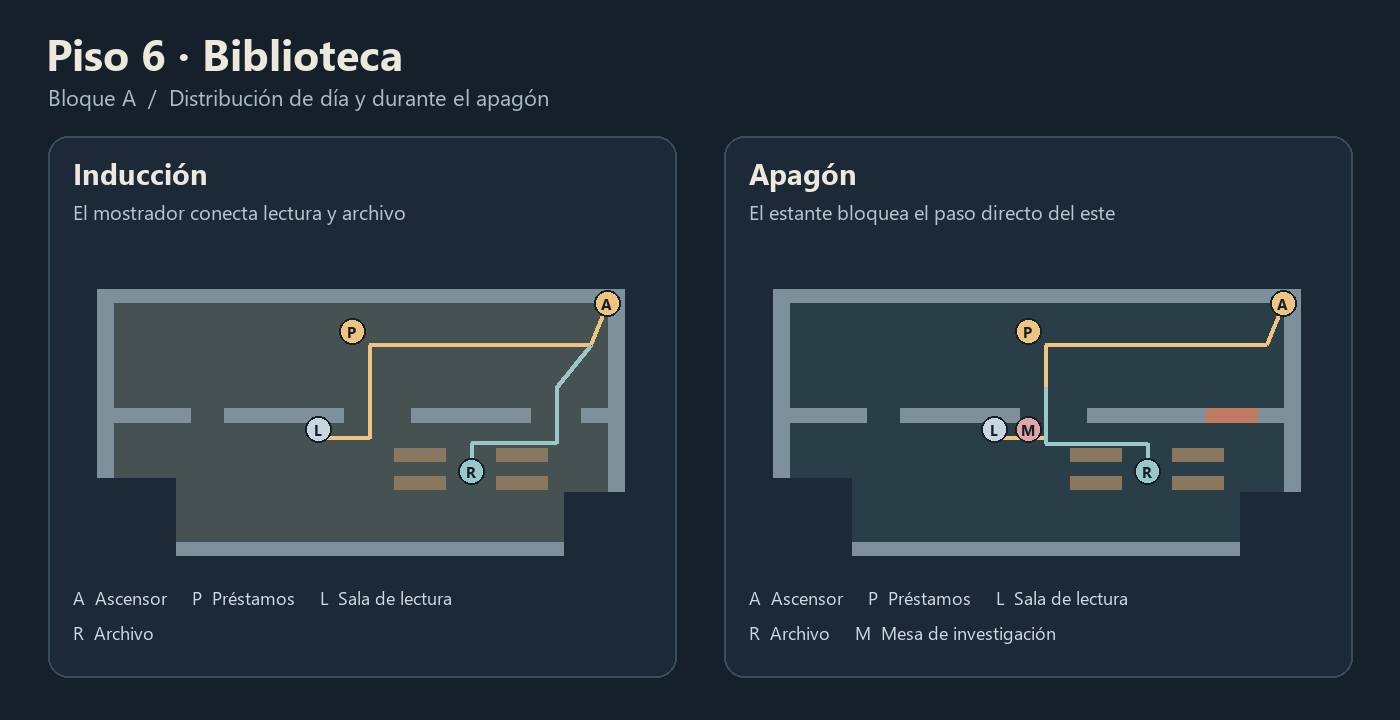 Piso 6 · Biblioteca
Bloque A / Distribución de día y durante el apagón
Inducción
El mostrador conecta lectura y archivo
A
P
L
R
A Ascensor P Préstamos L Sala de lectura
R Archivo
Apagón
El estante bloquea el paso directo del este
A
P
L M
R
A Ascensor P Préstamos L Sala de lectura
R Archivo M Mesa de investigación